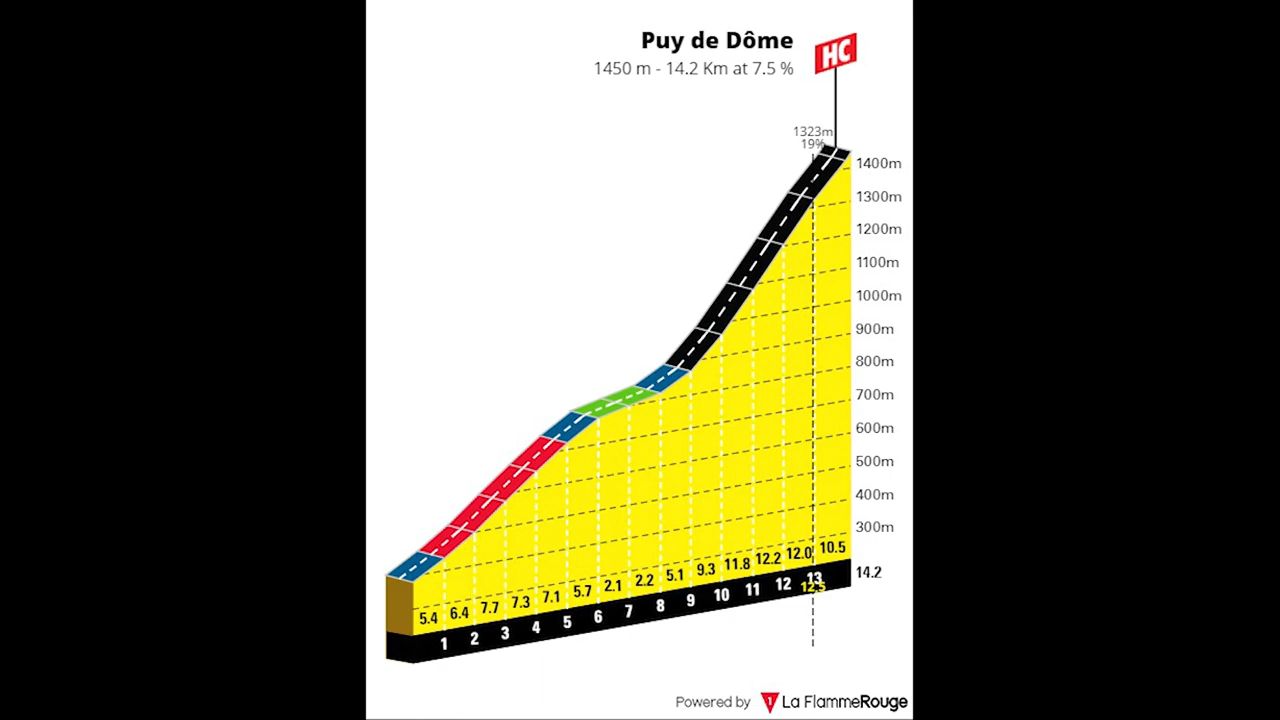 Puy de Dôme
HC
1450 m - 14.2 Km at 7.5 %
1323m
19%
1400m
1300m
1200m
1100m
1000m
900m
800m
700m
600m
500m
400m
300m
5.4 6.4 7.7 7.3 7.1 5.7 2.1 2.2 5.1 9.3 11.8 12.2 12.0 10.5
1 2 3 4 5 6 7 8 9 10 11 12 13 14.2
12.5
Powered by 1 La FlammeRouge